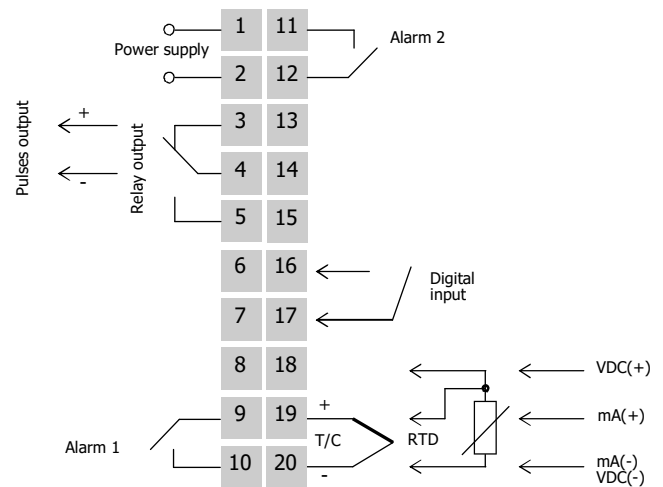 1 11
Power supply
Alarm 2
2 12
+
3 13
Pulses output
Relay output
4 14
-
5 15
6 16
Digital
input
7 17
8 18
VDC(+)
+
9 19
mA(+)
T/C
RTD
Alarm 1
10 20
-
mA(-)
VDC(-)